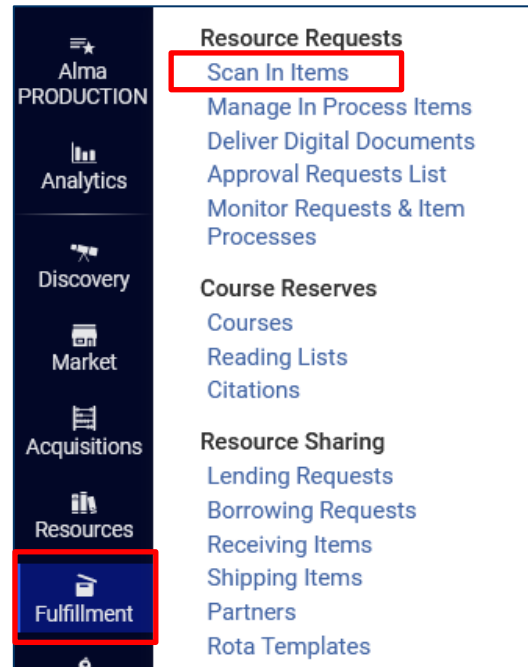 Alma
PRODUCTION
Analytics
Discovery
Market
Acquisitions
Resources
Fulfillment
Resource Requests
Scan In Items
Manage In Process Items
Deliver Digital Documents
Approval Requests List
Monitor Requests & Item
Processes
Course Reserves
Courses
Reading Lists
Citations
Resource Sharing
Lending Requests
Borrowing Requests
Receiving Items
Shipping Items
Partners
Rota Templates